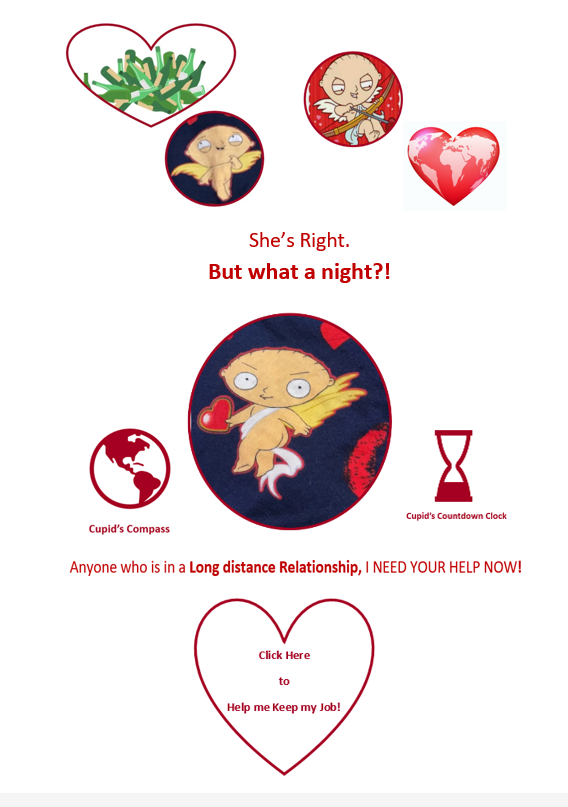 She's Right.
But what a night?!
Cupid's Compass
Cupid's Countdown Clock
Anyone who is in a Long distance Relationship, I NEED YOUR HELP NOW!
Click Here
to
Help me Keep my Job!